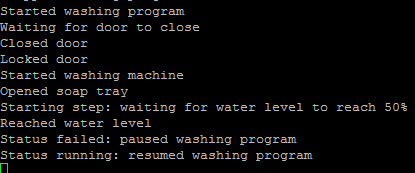 Started washing program
Waiting for door to close
Closed door
Locked door
Started washing machine
Opened soap tray
Starting step: waiting for water level to reach 50%
Reached water level
Status failed: paused washing program
Status running: resumed washing program